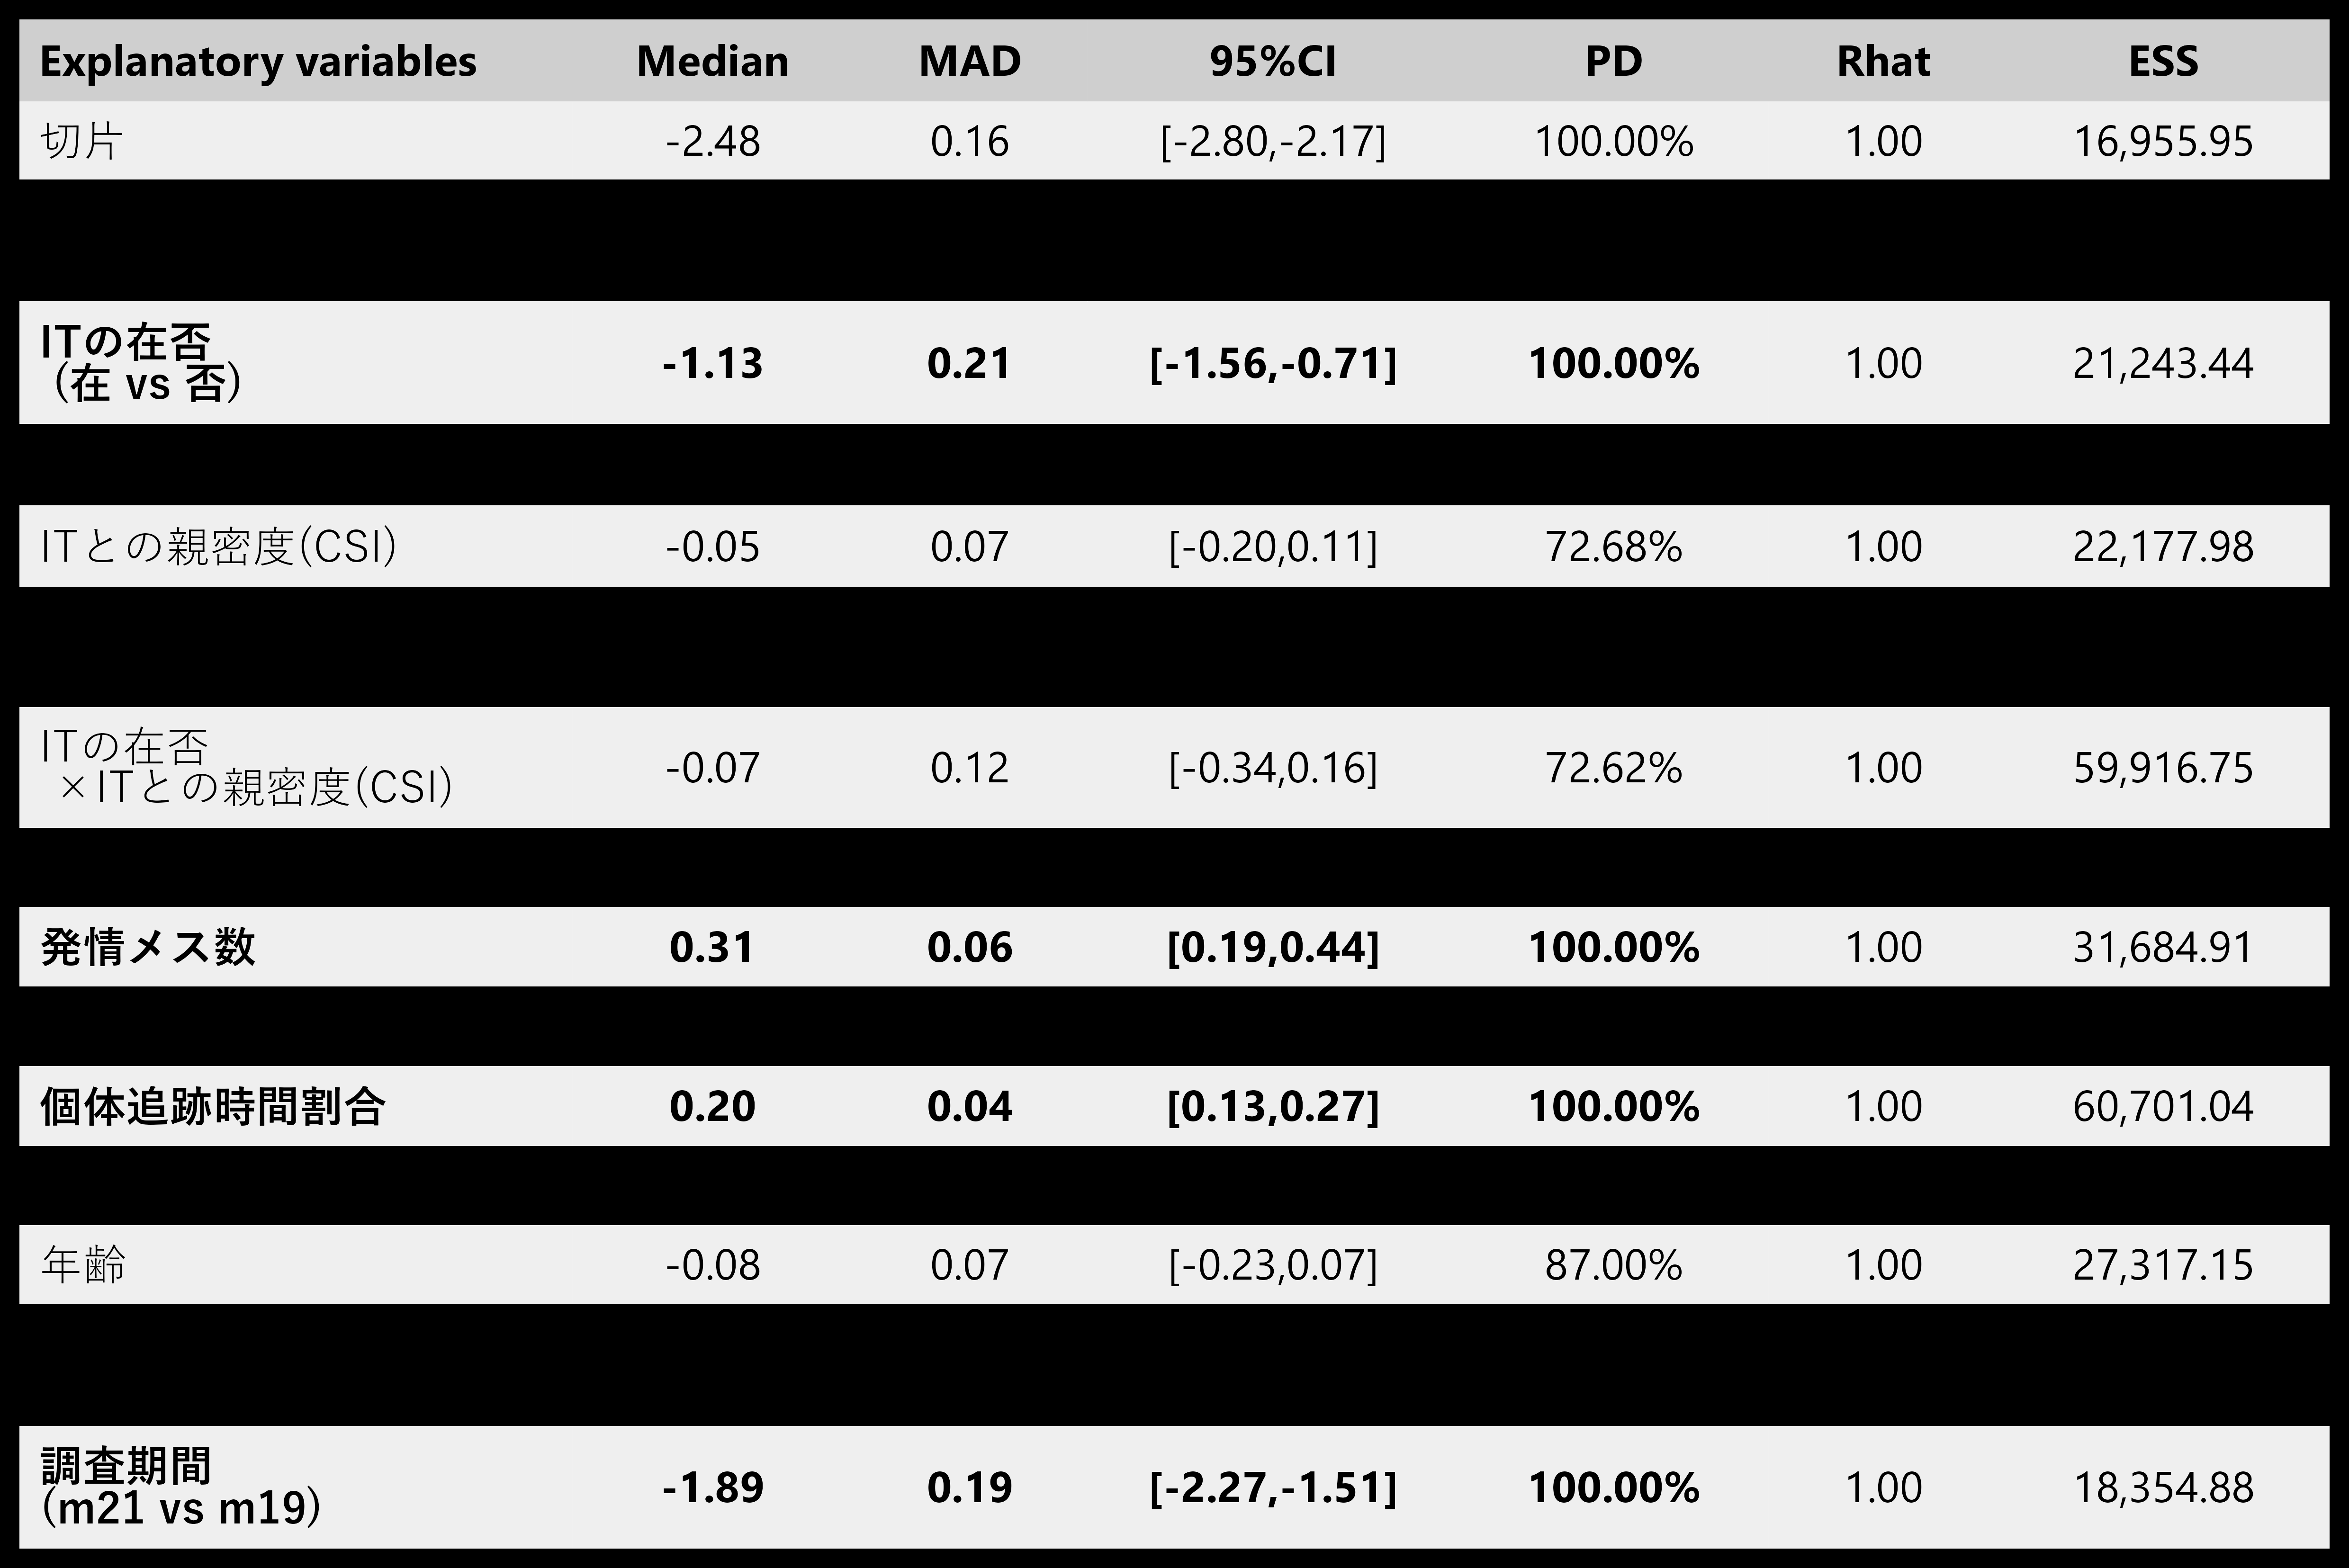 Explanatory variables Median MAD 95%CI PD Rhat ESS
切片 -2.48 0.16 [-2.80,-2.17] 100.00% 1.00 16,955.95
ITの在否
(在 vs 否) -1.13 0.21 [-1.56,-0.71] 100.00% 1.00 21,243.44
ITとの親密度(CSI) -0.05 0.07 [-0.20,0.11] 72.68% 1.00 22,177.98
ITの在否
×ITとの親密度(CSI) -0.07 0.12 [-0.34,0.16] 72.62% 1.00 59,916.75
発情メス数 0.31 0.06 [0.19,0.44] 100.00% 1.00 31,684.91
個体追跡時間割合 0.20 0.04 [0.13,0.27] 100.00% 1.00 60,701.04
年齢 -0.08 0.07 [-0.23,0.07] 87.00% 1.00 27,317.15
調査期間
(m21 vs m19) -1.89 0.19 [-2.27,-1.51] 100.00% 1.00 18,354.88